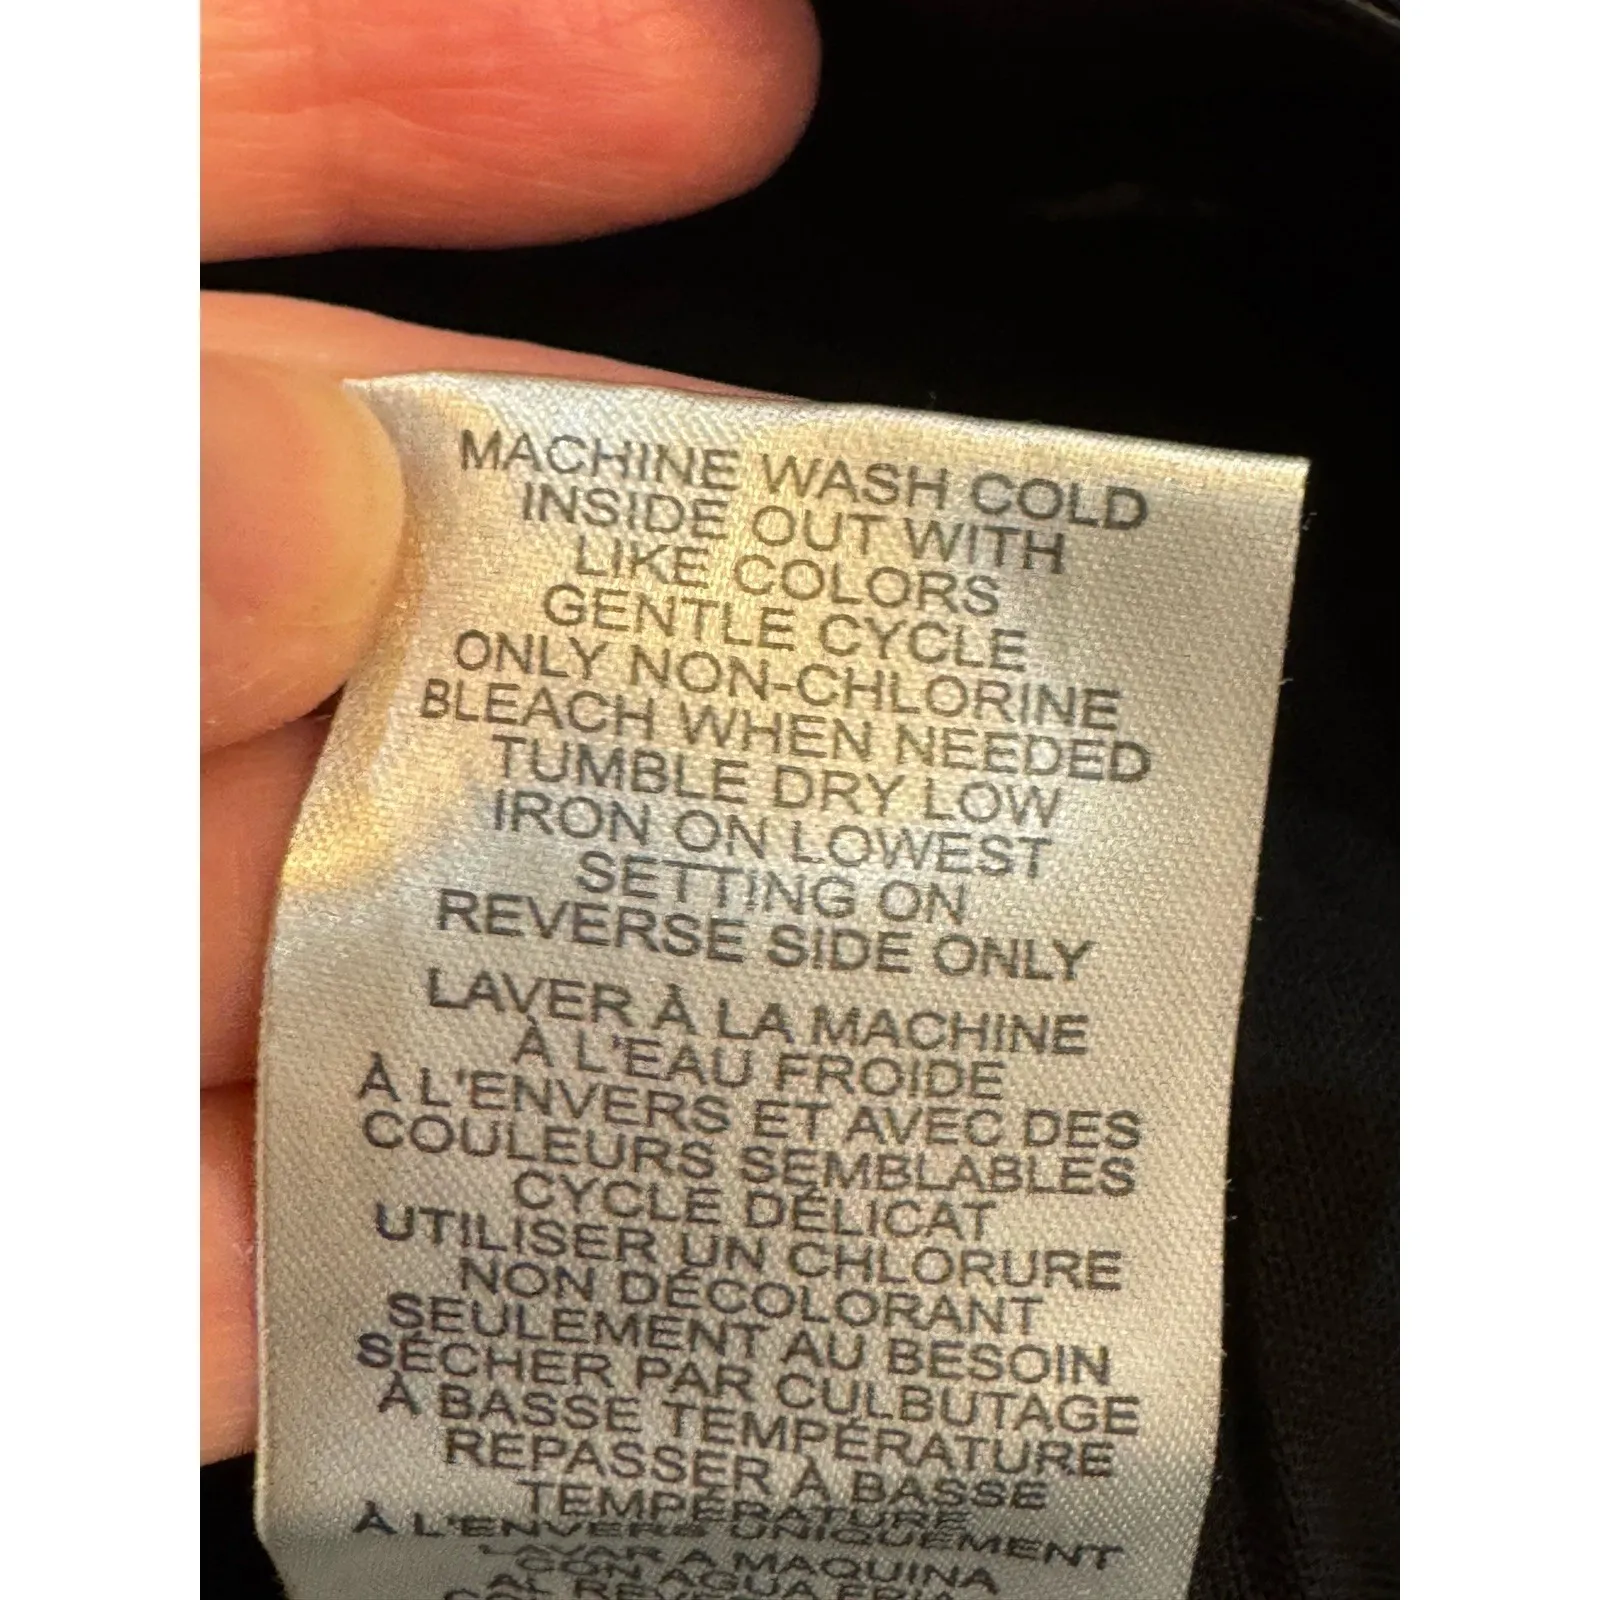 MACHINE WASH COLD
INSIDE OUT WITH
LIKE COLORS
GENTLE CYCLE
ONLY NON-CHLORINE
BLEACH WHEN NEEDED
TUMBLE DRY LOW
IRON ON LOWEST
SETTING ON
REVERSE SIDE ONLY
LAVER À LA MACHINE
À L'EAU FROIDE
À L'ENVERS ET AVEC DES
COULEURS SEMBLABLES
CYCLE DÉLICAT
UTILISER UN CHLORURE
NON DÉCOLORANT
SEULEMENT AU BESOIN
SÉCHER PAR CULBUTAGE
À BASSE TEMPÉRATURE
REPASSER À BASSE
TEMPÉRATURE
À L'ENVERS UNIQUEMENT
LAVAR A MAQUINA
CON AGUA FRIA